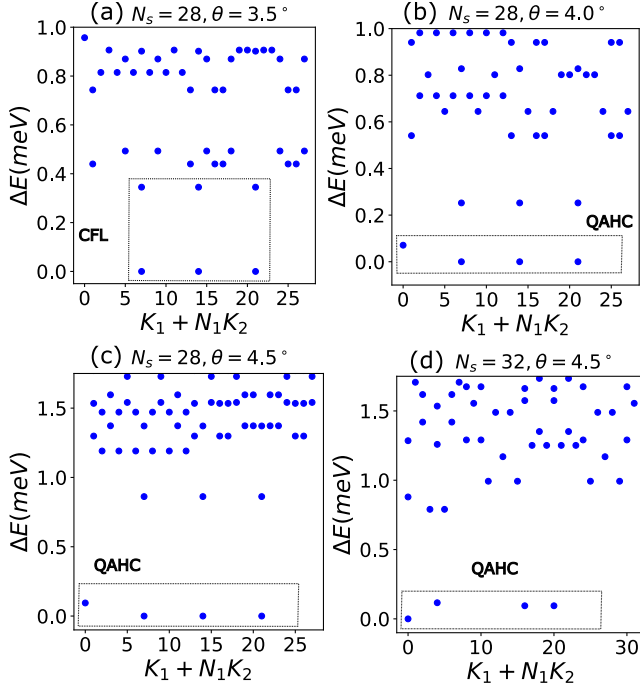 (a) N_s = 28, θ = 3.5°
ΔE(meV)
1.0
0.8
0.6
0.4
0.2
0.0
CFL
0 5 10 15 20 25
K_1 + N_1K_2
(b) N_s = 28, θ = 4.0°
ΔE(meV)
1.0
0.8
0.6
0.4
0.2
0.0
QAHC
0 5 10 15 20 25
K_1 + N_1K_2
(c) N_s = 28, θ = 4.5°
ΔE(meV)
1.5
1.0
0.5
0.0
QAHC
0 5 10 15 20 25
K_1 + N_1K_2
(d) N_s = 32, θ = 4.5°
ΔE(meV)
1.5
1.0
0.5
0.0
QAHC
0 10 20 30
K_1 + N_1K_2